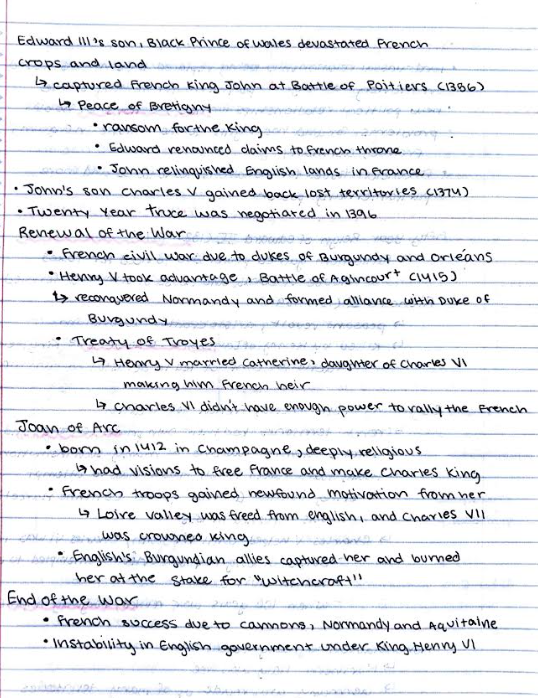 Edward III's son, Black Prince of Wales devastated French
crops and land
↳ captured French king John at Battle of Poitiers (1386)
↳ Peace of Bretigny
• ransom for the king
• Edward renounced claims to French throne
• John relinquished English lands in France
• John's son Charles V gained back lost territories (1374)
• Twenty year truce was negotiated in 1396
Renewal of the War
• French civil war due to dukes of Burgundy and Orléans
• Henry V took advantage, Battle of Agincourt (1415)
↳ reconquered Normandy and formed alliance with Duke of
Burgundy
• Treaty of Troyes
↳ Henry V married Catherine, daughter of Charles VI
making him French heir
↳ Charles VI didn't have enough power to rally the French
Joan of Arc
• born in 1412 in Champagne, deeply religious
↳ had visions to free France and make Charles King
• French troops gained newfound motivation from her
↳ Loire Valley was freed from english, and Charles VII
was crowned king
• English's Burgundian allies captured her and burned
her at the stake for "witchcraft"
End of the War
• French success due to cannons, Normandy and Aquitaine
• Instability in English government under King Henry VI